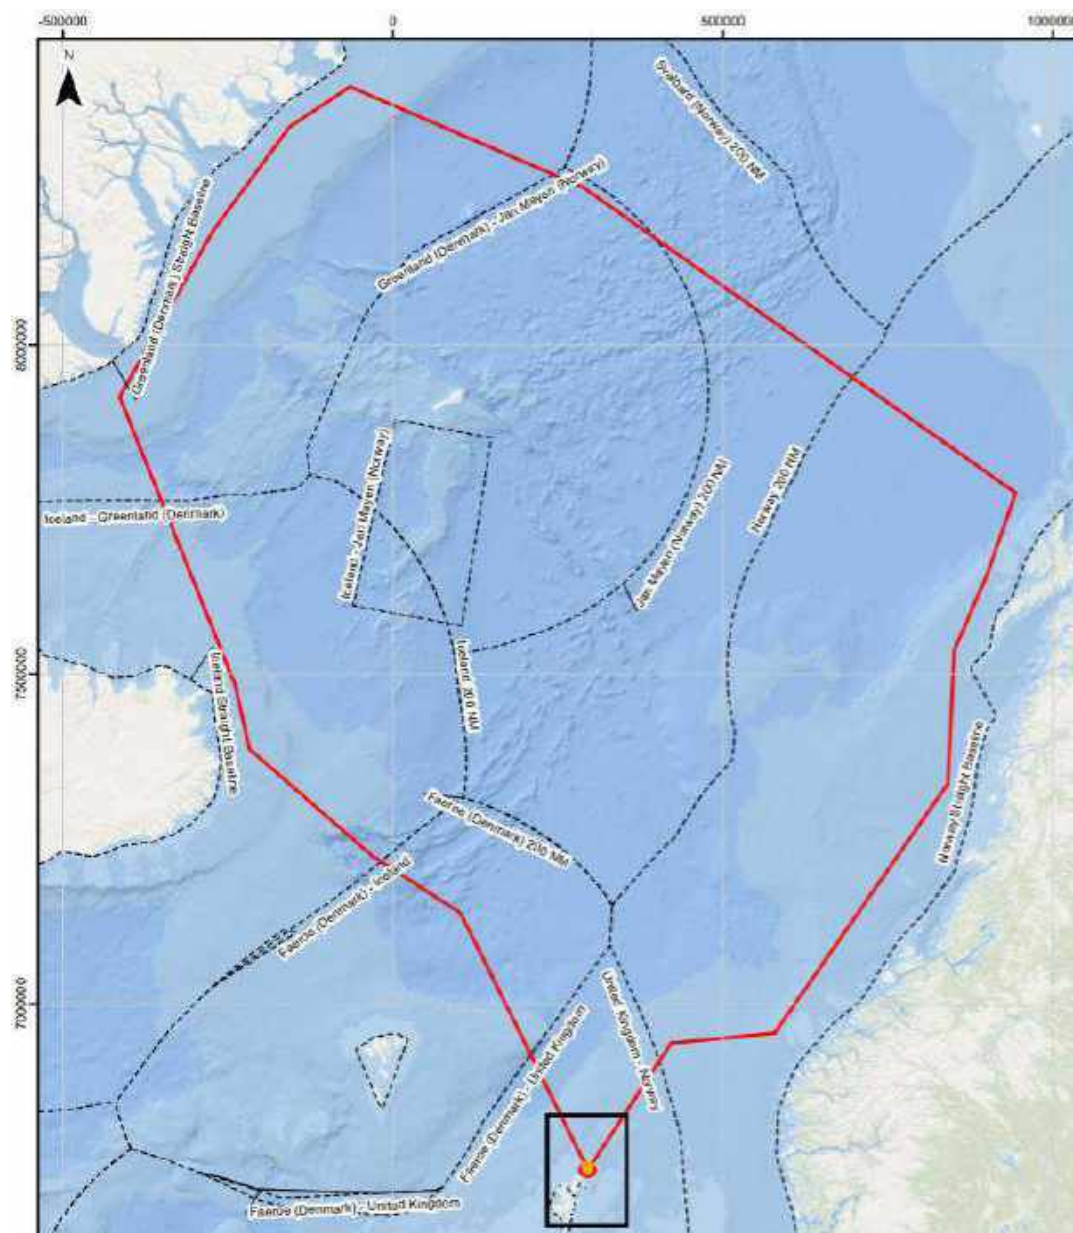 -500000 0 500000 1000000
N
Svalbard (Norway) 200 NM
Greenland (Denmark) Straight Baseline
Greenland (Denmark) - Jan Mayen (Norway)
8000000
Iceland - Greenland (Denmark)
Iceland - Jan Mayen (Norway)
Jan Mayen (Norway) 200 NM
Norway 200 NM
7500000
Iceland Straight Baseline
Iceland 200 NM
Norway Straight Baseline
Faeroe (Denmark) 200 NM
Faeroe (Denmark) - Iceland
7000000
United Kingdom - Norway
Faeroe (Denmark) - United Kingdom
Faeroe (Denmark) - United Kingdom